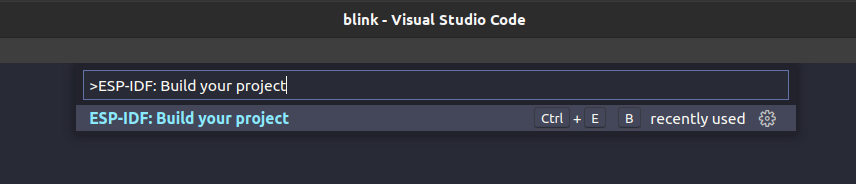 blink - Visual Studio Code
>ESP-IDF: Build your project
ESP-IDF: Build your project Ctrl + E B recently used